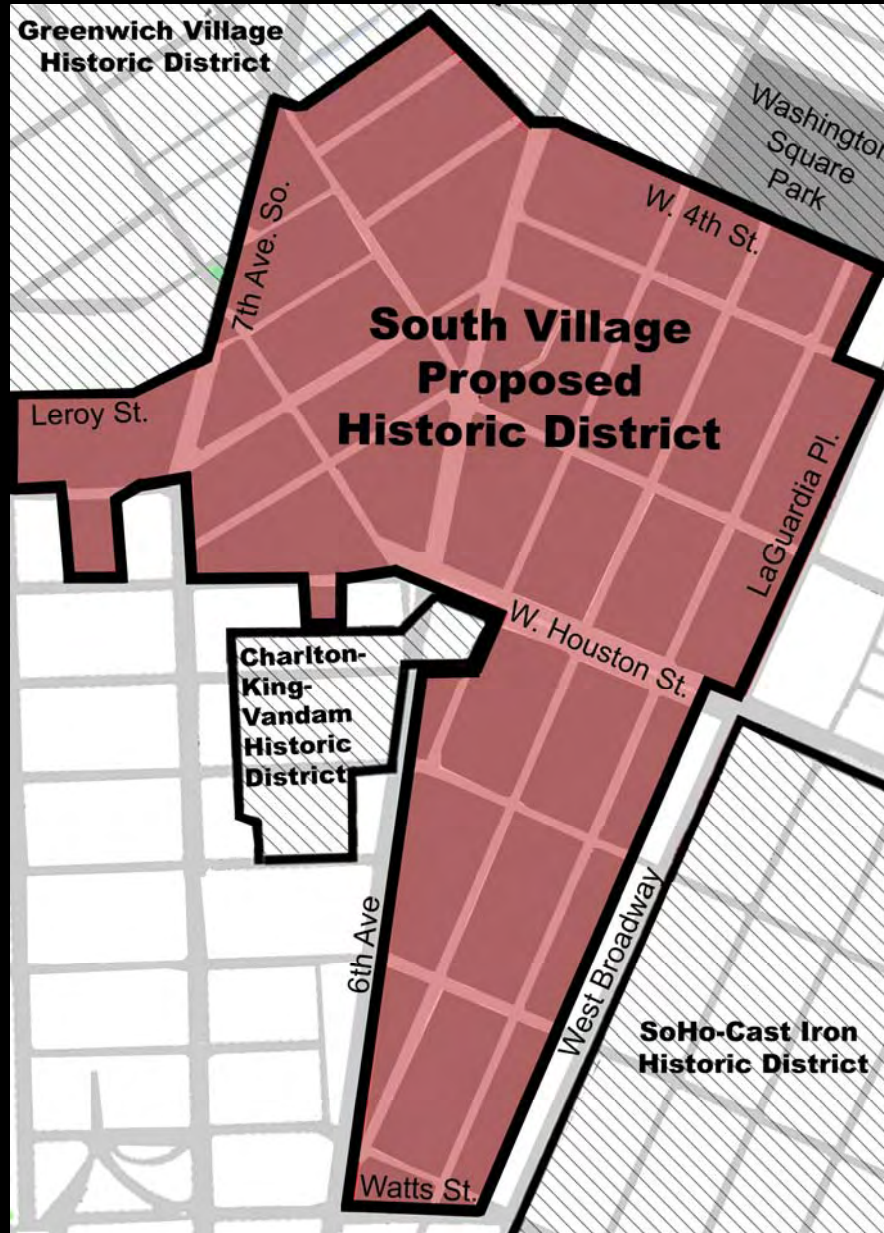 Greenwich Village
Historic District
Washington
Square
Park
W. 4th St.
7th Ave. So.
South Village
Proposed
Historic District
Leroy St.
LaGuardia Pl.
W. Houston St.
Charlton-
King-
Vandam
Historic
District
6th Ave
West Broadway
SoHo-Cast Iron
Historic District
Watts St.